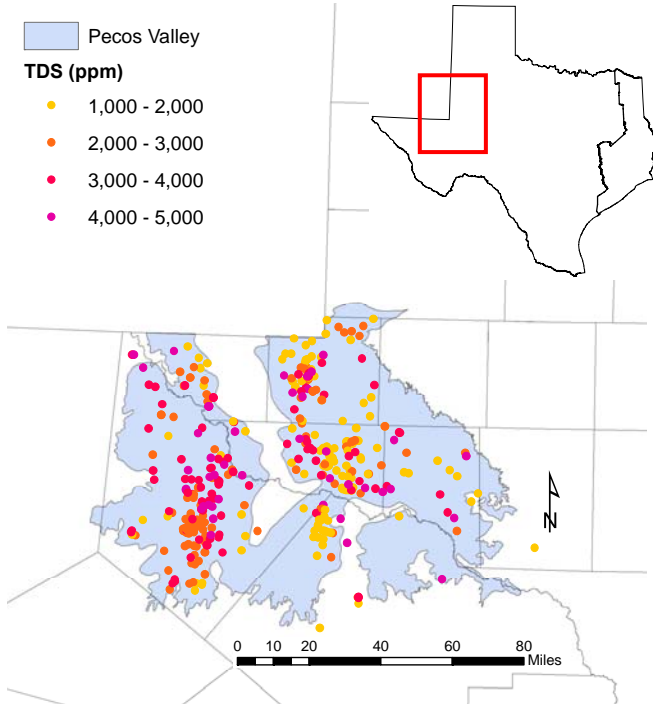 Pecos Valley
TDS (ppm)
1,000 - 2,000
2,000 - 3,000
3,000 - 4,000
4,000 - 5,000
N
0 10 20 40 60 80
Miles